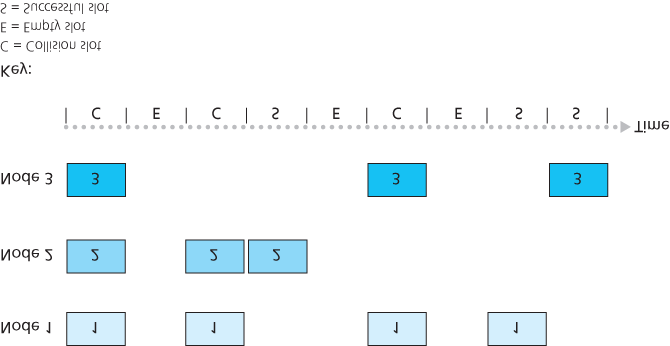 Node 1 1 1 1 1
Node 2 2 2 2
Node 3 3 3 3
Time
C E C S E C E S S
Key:
C = Collision slot
E = Empty slot
S = Successful slot